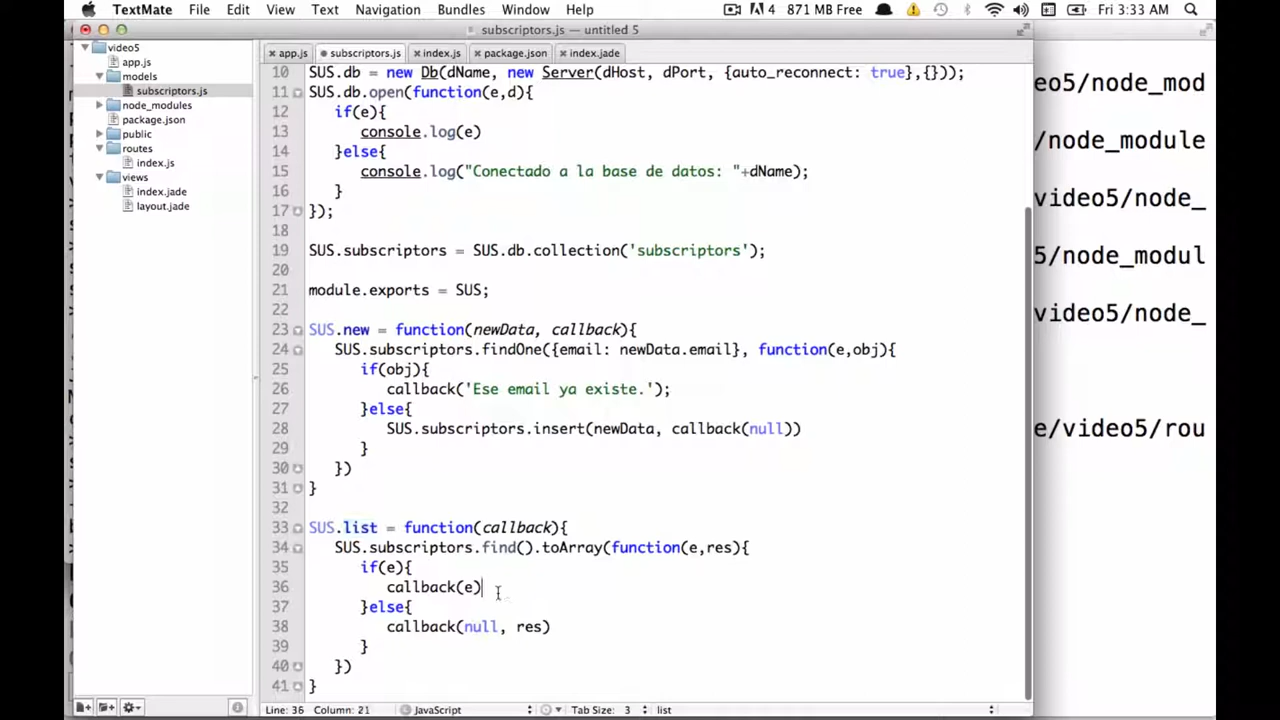 TextMate File Edit View Text Navigation Bundles Window Help 4 871 MB Free Fri 3:33 AM
subscriptors.js — untitled 5
video5
app.js
models
subscriptors.js
node_modules
package.json
public
routes
index.js
views
index.jade
layout.jade
app.js subscriptors.js index.js package.json index.jade
10 SUS.db = new Db(dName, new Server(dHost, dPort, {auto_reconnect: true},{}));
11 SUS.db.open(function(e,d){
12 if(e){
13 console.log(e)
14 }else{
15 console.log("Conectado a la base de datos: "+dName);
16 }
17 });
18
19 SUS.subscriptors = SUS.db.collection('subscriptors');
20
21 module.exports = SUS;
22
23 SUS.new = function(newData, callback){
24 SUS.subscriptors.findOne({email: newData.email}, function(e,obj){
25 if(obj){
26 callback('Ese email ya existe.');
27 }else{
28 SUS.subscriptors.insert(newData, callback(null))
29 }
30 })
31 }
32
33 SUS.list = function(callback){
34 SUS.subscriptors.find().toArray(function(e,res){
35 if(e){
36 callback(e)
37 }else{
38 callback(null, res)
39 }
40 })
41 }
Line: 36 Column: 21 JavaScript Tab Size: 3 list
eo5/node_mod
/node_module
video5/node_
5/node_modul
video5/node_
e/video5/rou